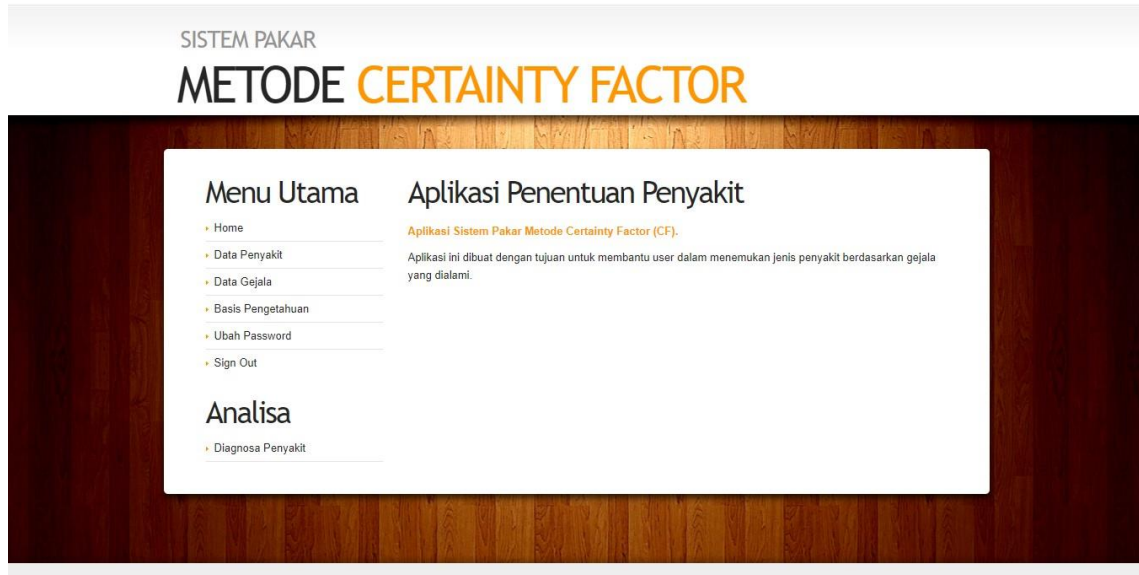 SISTEM PAKAR
METODE CERTAINTY FACTOR
Menu Utama
Home
Data Penyakit
Data Gejala
Basis Pengetahuan
Ubah Password
Sign Out
Analisa
Diagnosa Penyakit
Aplikasi Penentuan Penyakit
Aplikasi Sistem Pakar Metode Certainty Factor (CF).
Aplikasi ini dibuat dengan tujuan untuk membantu user dalam menemukan jenis penyakit berdasarkan gejala
yang dialami.